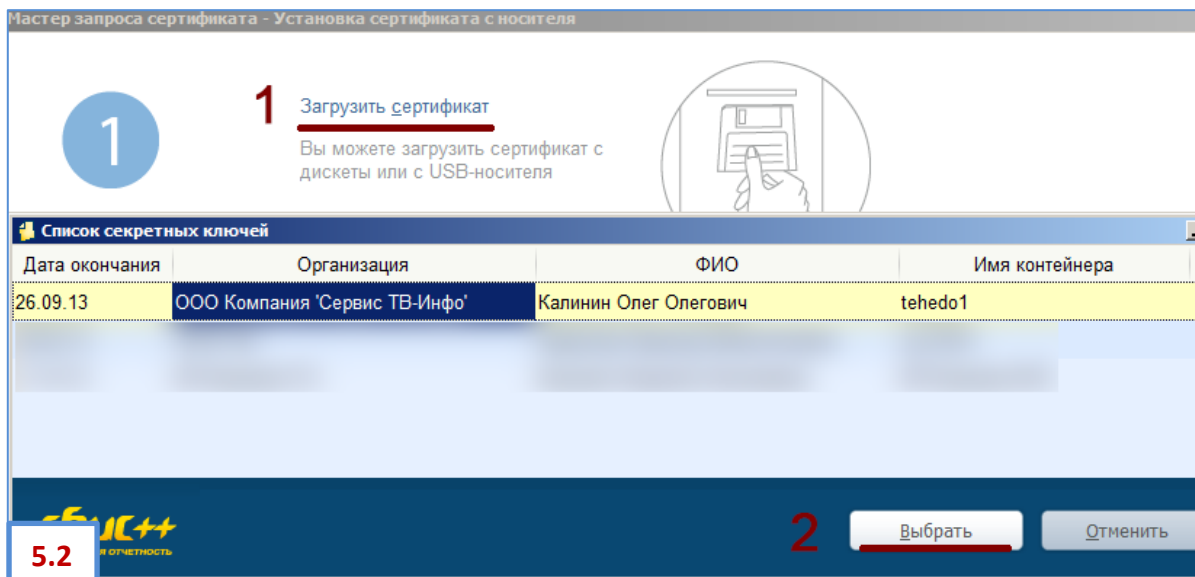 Мастер запроса сертификата - Установка сертификата с носителя
1
1
Загрузить сертификат
Вы можете загрузить сертификат с
дискеты или с USB-носителя
Список секретных ключей
Дата окончания Организация ФИО Имя контейнера
26.09.13 ООО Компания 'Сервис ТВ-Инфо' Калинин Олег Олегович tehedo1
2
Выбрать Отменить
5.2
ОТЧЕТНОСТЬ